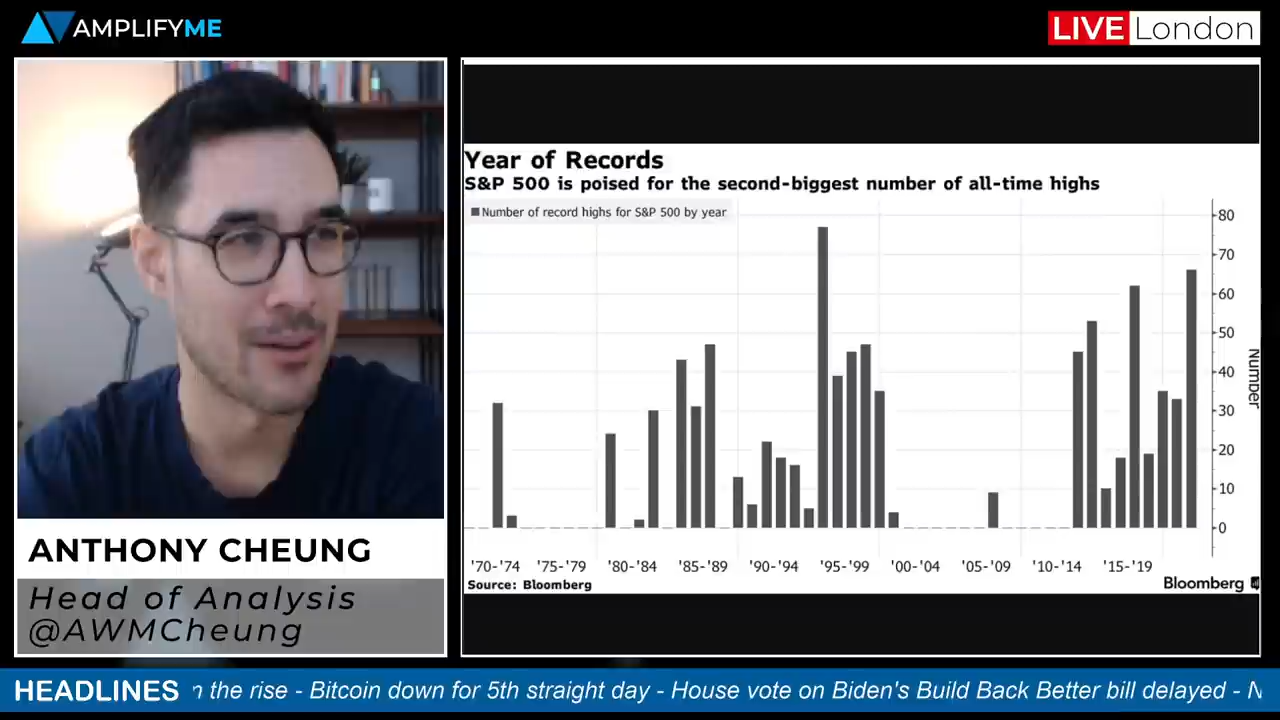 AMPLIFYME
LIVE London
Year of Records
S&P 500 is poised for the second-biggest number of all-time highs
Number of record highs for S&P 500 by year
80
70
60
50
40
30
20
10
0
Number
'70-'74 '75-'79 '80-'84 '85-'89 '90-'94 '95-'99 '00-'04 '05-'09 '10-'14 '15-'19
Source: Bloomberg
Bloomberg
ANTHONY CHEUNG
Head of Analysis
@AWMCheung
HEADLINES n the rise - Bitcoin down for 5th straight day - House vote on Biden's Build Back Better bill delayed - N